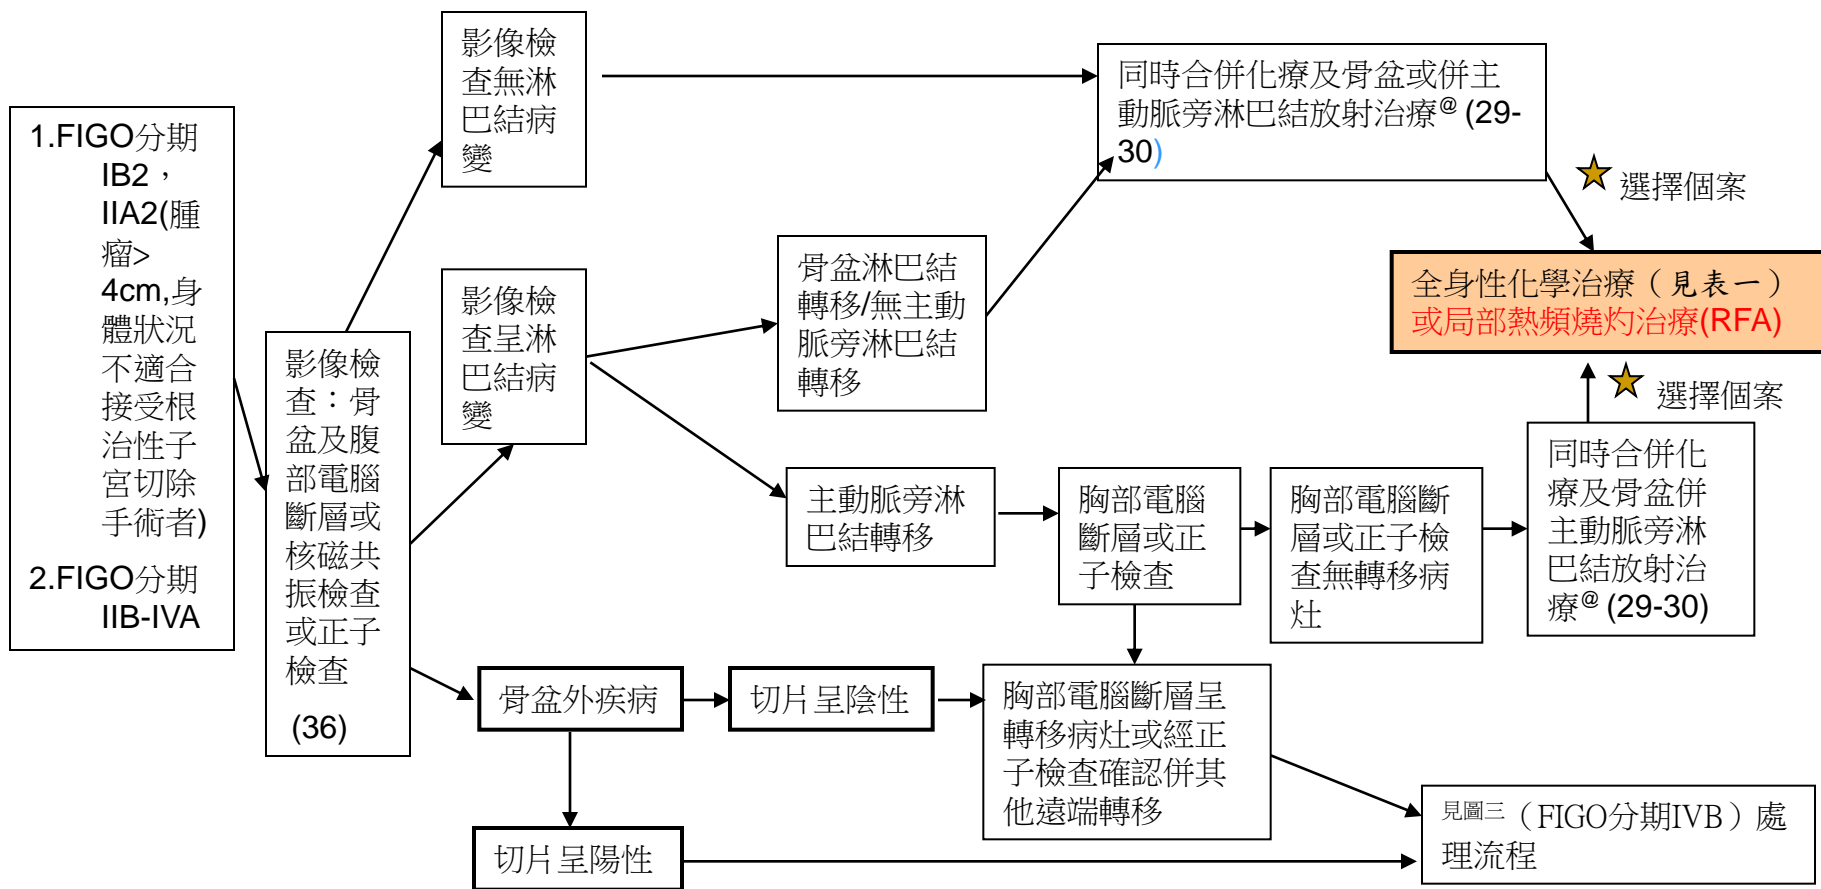 1.FIGO分期
IB2，
IIA2(腫
瘤>
4cm,身
體狀況
不適合
接受根
治性子
宮切除
手術者)
2.FIGO分期
IIB-IVA
影像檢
查：骨
盆及腹
部電腦
斷層或
核磁共
振檢查
或正子
檢查
(36)
影像檢
查無淋
巴結病
變
影像檢
查呈淋
巴結病
變
骨盆外疾病
切片呈陰性
切片呈陽性
骨盆淋巴結
轉移/無主動
脈旁淋巴結
轉移
主動脈旁淋
巴結轉移
胸部電腦
斷層或正
子檢查
胸部電腦斷
層或正子檢
查無轉移病
灶
胸部電腦斷層呈
轉移病灶或經正
子檢查確認併其
他遠端轉移
同時合併化療及骨盆或併主
動脈旁淋巴結放射治療@ (29-
30)
選擇個案
全身性化學治療（見表一）
或局部熱頻燒灼治療(RFA)
選擇個案
同時合併化
療及骨盆併
主動脈旁淋
巴結放射治
療@ (29-30)
見圖三（FIGO分期IVB）處
理流程